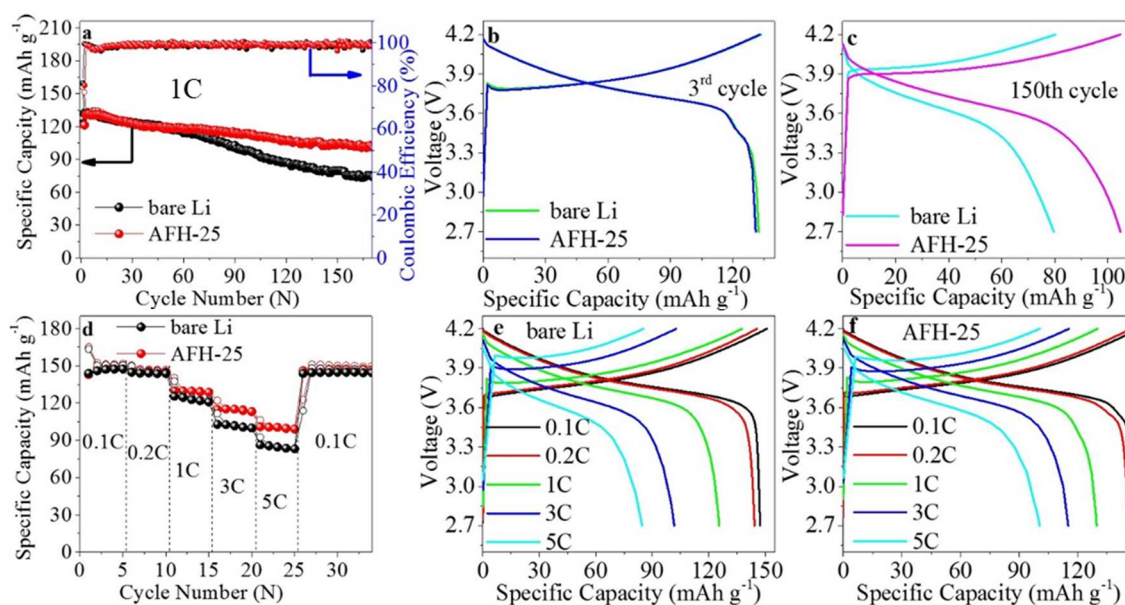 a
1C
bare Li
AFH-25
210
180
150
120
90
60
30
0
0 30 60 90 120 150
100
80
60
40
20
0
Specific Capacity (mAh g⁻¹)
Coulombic Efficiency (%)
Cycle Number (N)
b
3rd cycle
bare Li
AFH-25
4.2
3.9
3.6
3.3
3.0
2.7
0 30 60 90 120
Voltage (V)
Specific Capacity (mAh g⁻¹)
c
150th cycle
bare Li
AFH-25
4.2
3.9
3.6
3.3
3.0
2.7
0 20 40 60 80 100
Voltage (V)
Specific Capacity (mAh g⁻¹)
d
bare Li
AFH-25
0.1C
0.2C
1C
3C
5C
0.1C
180
150
120
90
60
30
0
0 5 10 15 20 25 30
Specific Capacity (mAh g⁻¹)
Cycle Number (N)
e
bare Li
0.1C
0.2C
1C
3C
5C
4.2
3.9
3.6
3.3
3.0
2.7
0 30 60 90 120 150
Voltage (V)
Specific Capacity (mAh g⁻¹)
f
AFH-25
0.1C
0.2C
1C
3C
5C
4.2
3.9
3.6
3.3
3.0
2.7
0 30 60 90 120
Voltage (V)
Specific Capacity (mAh g⁻¹)